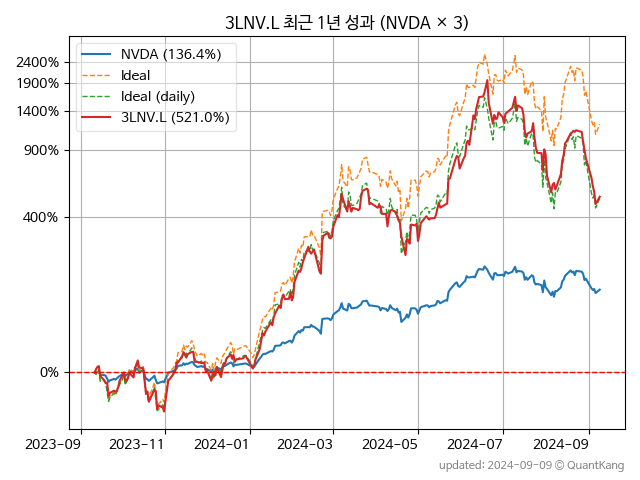 3LNV.L 최근 1년 성과 (NVDA × 3)
NVDA (136.4%)
Ideal
Ideal (daily)
3LNV.L (521.0%)
2400%
1900%
1400%
900%
400%
0%
2023-09 2023-11 2024-01 2024-03 2024-05 2024-07 2024-09
updated: 2024-09-09 © QuantKang